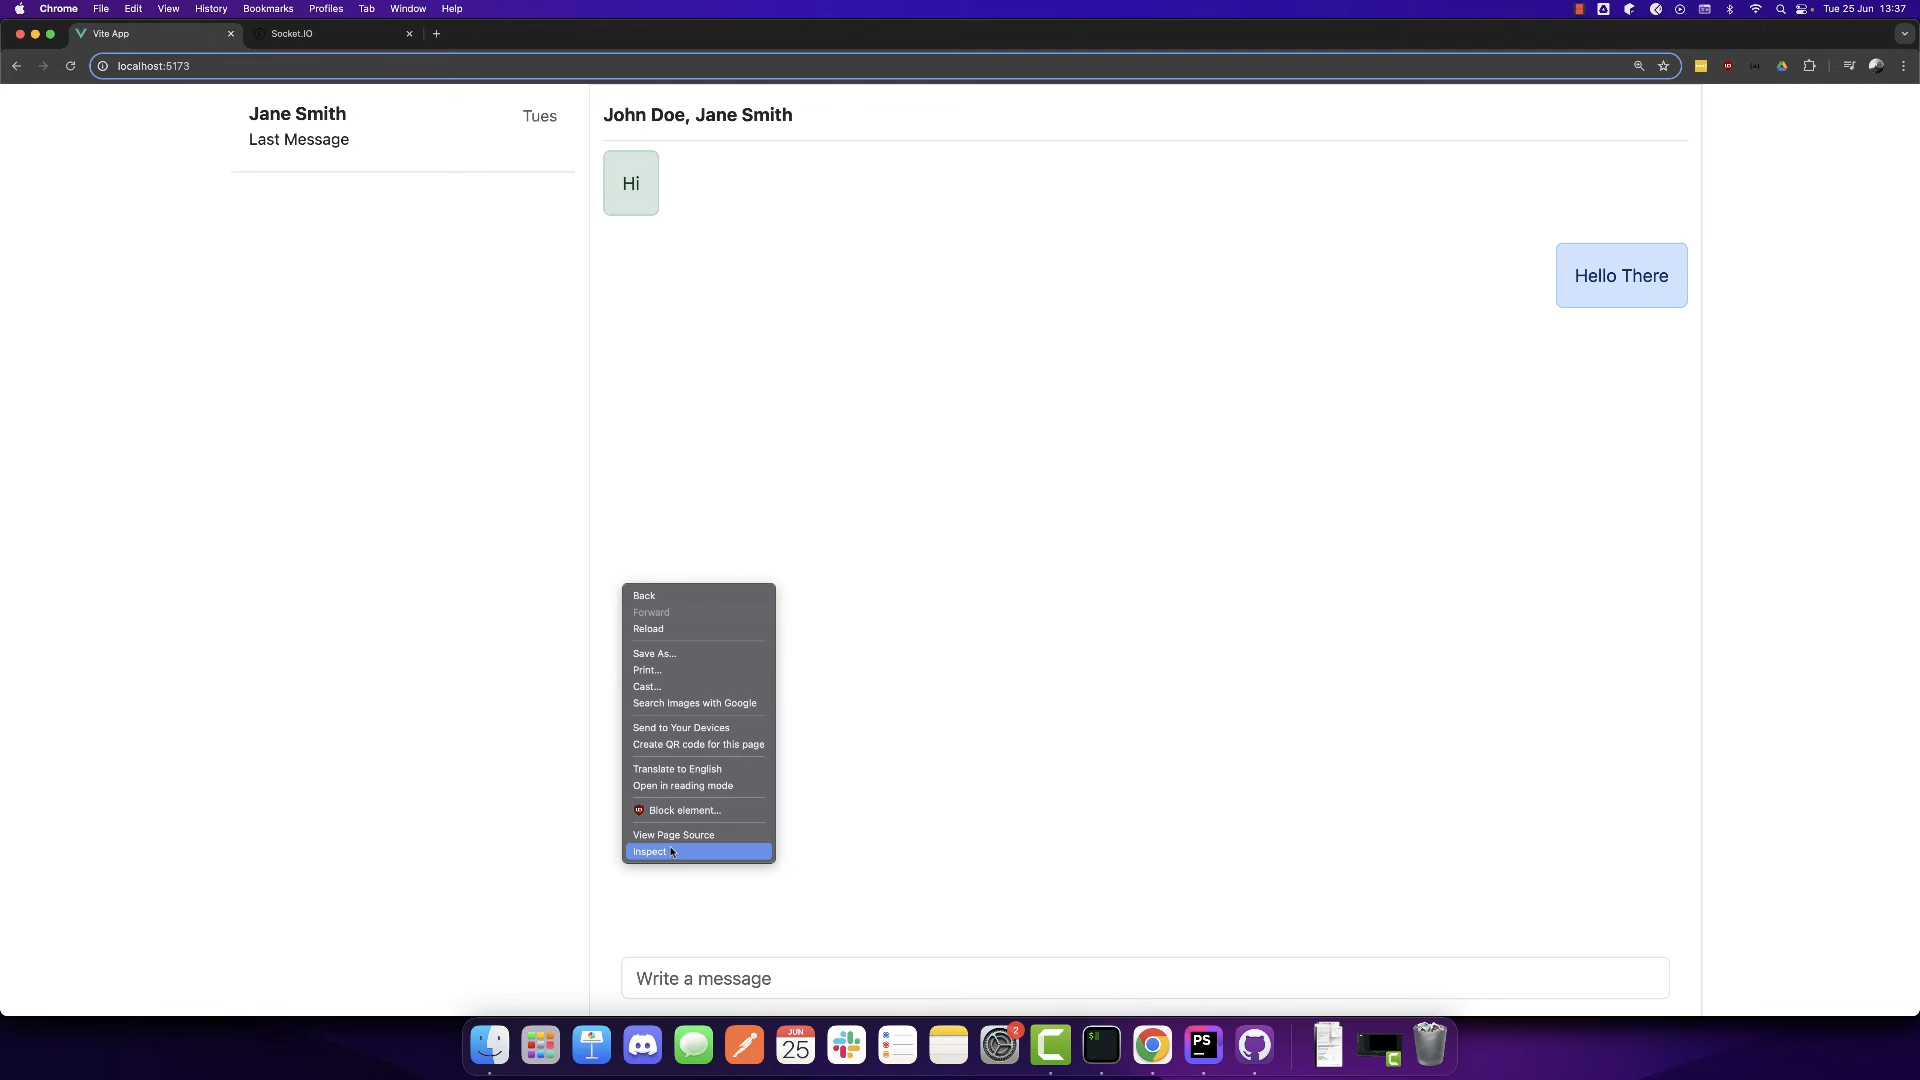 Chrome File Edit View History Bookmarks Profiles Tab Window Help Tue 25 Jun 13:37
Vite App Socket.IO
localhost:5173
Jane Smith Tues
Last Message
John Doe, Jane Smith
Hi
Hello There
Back
Forward
Reload
Save As...
Print...
Cast...
Search Images with Google
Send to Your Devices
Create QR code for this page
Translate to English
Open in reading mode
Block element...
View Page Source
Inspect
Write a message
JUN
25
2
PS